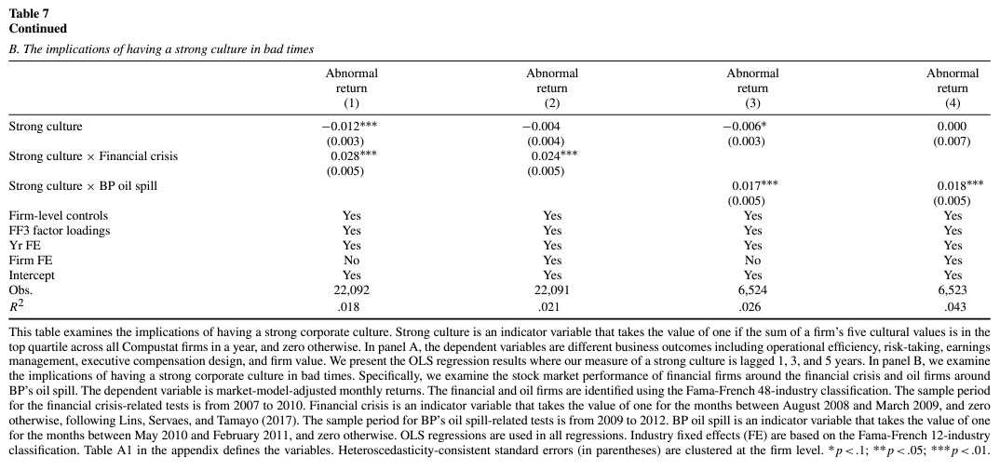 Table 7
Continued
B. The implications of having a strong culture in bad times
Abnormal Abnormal Abnormal Abnormal
return return return return
(1) (2) (3) (4)
Strong culture −0.012*** −0.004 −0.006* 0.000
(0.003) (0.004) (0.003) (0.007)
Strong culture × Financial crisis 0.028*** 0.024***
(0.005) (0.005)
Strong culture × BP oil spill 0.017*** 0.018***
(0.005) (0.005)
Firm-level controls Yes Yes Yes Yes
FF3 factor loadings Yes Yes Yes Yes
Yr FE Yes Yes Yes Yes
Firm FE No Yes No Yes
Intercept Yes Yes Yes Yes
Obs. 22,092 22,091 6,524 6,523
R² .018 .021 .026 .043
This table examines the implications of having a strong corporate culture. Strong culture is an indicator variable that takes the value of one if the sum of a firm's five cultural values is in the
top quartile across all Compustat firms in a year, and zero otherwise. In panel A, the dependent variables are different business outcomes including operational efficiency, risk-taking, earnings
management, executive compensation design, and firm value. We present the OLS regression results where our measure of a strong culture is lagged 1, 3, and 5 years. In panel B, we examine
the implications of having a strong corporate culture in bad times. Specifically, we examine the stock market performance of financial firms around the financial crisis and oil firms around
BP's oil spill. The dependent variable is market-model-adjusted monthly returns. The financial and oil firms are identified using the Fama-French 48-industry classification. The sample period
for the financial crisis-related tests is from 2007 to 2010. Financial crisis is an indicator variable that takes the value of one for the months between August 2008 and March 2009, and zero
otherwise, following Lins, Servaes, and Tamayo (2017). The sample period for BP's oil spill-related tests is from 2009 to 2012. BP oil spill is an indicator variable that takes the value of one
for the months between May 2010 and February 2011, and zero otherwise. OLS regressions are used in all regressions. Industry fixed effects (FE) are based on the Fama-French 12-industry
classification. Table A1 in the appendix defines the variables. Heteroscedasticity-consistent standard errors (in parentheses) are clustered at the firm level. *p<.1; **p<.05; ***p<.01.